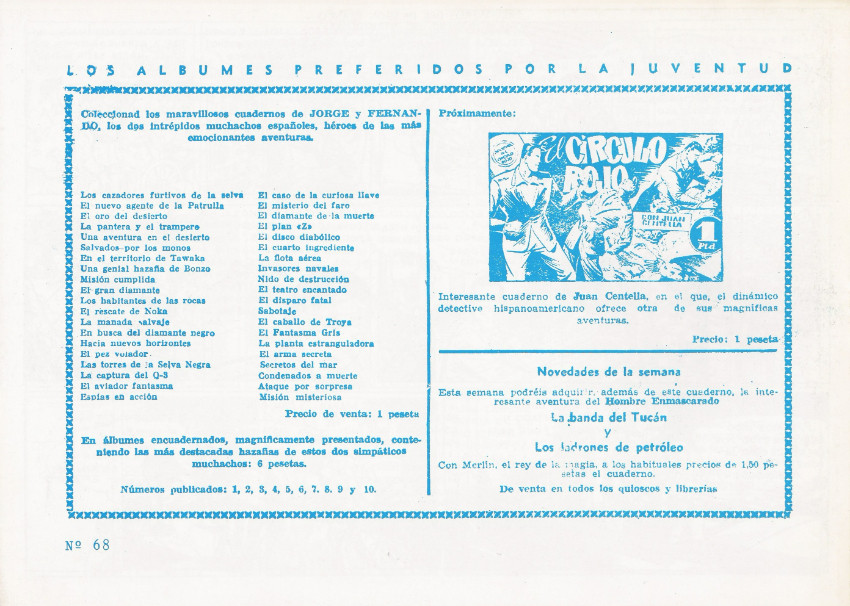 LOS ALBUMES PREFERIDOS POR LA JUVENTUD
Coleccionad los maravillosos cuadernos de JORGE y FERNAN-
DO, los dos intrépidos muchachos españoles, héroes de las más
emocionantes aventuras.
Los cazadores furtivos de la selva
El nuevo agente de la Patrulla
El oro del desierto
La pantera y el trampero
Una aventura en el desierto
Salvados por los monos
En el territorio de Tawaka
Una genial hazaña de Bonzo
Misión cumplida
El gran diamante
Los habitantes de las rocas
El rescate de Noka
La manada salvaje
En busca del diamante negro
Hacia nuevos horizontes
El pez volador
Las torres de la Selva Negra
La captura del Q-3
El aviador fantasma
Espías en acción
El caso de la curiosa llave
El misterio del faro
El diamante de la muerte
El plan «Z»
El disco diabólico
El cuarto ingrediente
La flota aérea
Invasores navales
Nido de destrucción
El teatro encantado
El disparo fatal
Sabotaje
El caballo de Troya
El Fantasma Gris
La planta estranguladora
El arma secreta
Secretos del mar
Condenados a muerte
Ataque por sorpresa
Misión misteriosa
Precio de venta: 1 peseta
En álbumes encuadernados, magníficamente presentados, conte-
niendo las más destacadas hazañas de estos dos simpáticos
muchachos: 6 pesetas.
Números publicados: 1, 2, 3, 4, 5, 6, 7. 8. 9 y 10.
Próximamente:
El CÍRCULO
ROJO
CON JUAN
CENTELLA
1
Pta
Interesante cuaderno de Juan Centella, en el que, el dinámico
detective hispanoamericano ofrece otra de sus magníficas
aventuras.
Precio: 1 peseta
Novedades de la semana
Esta semana podréis adquirir, además de este cuaderno, la inte-
resante aventura del Hombre Enmascarado
La banda del Tucán
y
Los ladrones de petróleo
Con Merlín, el rey de la magia, a los habituales precios de 1,50 pe-
setas el cuaderno.
De venta en todos los quioscos y librerías
Nº 68